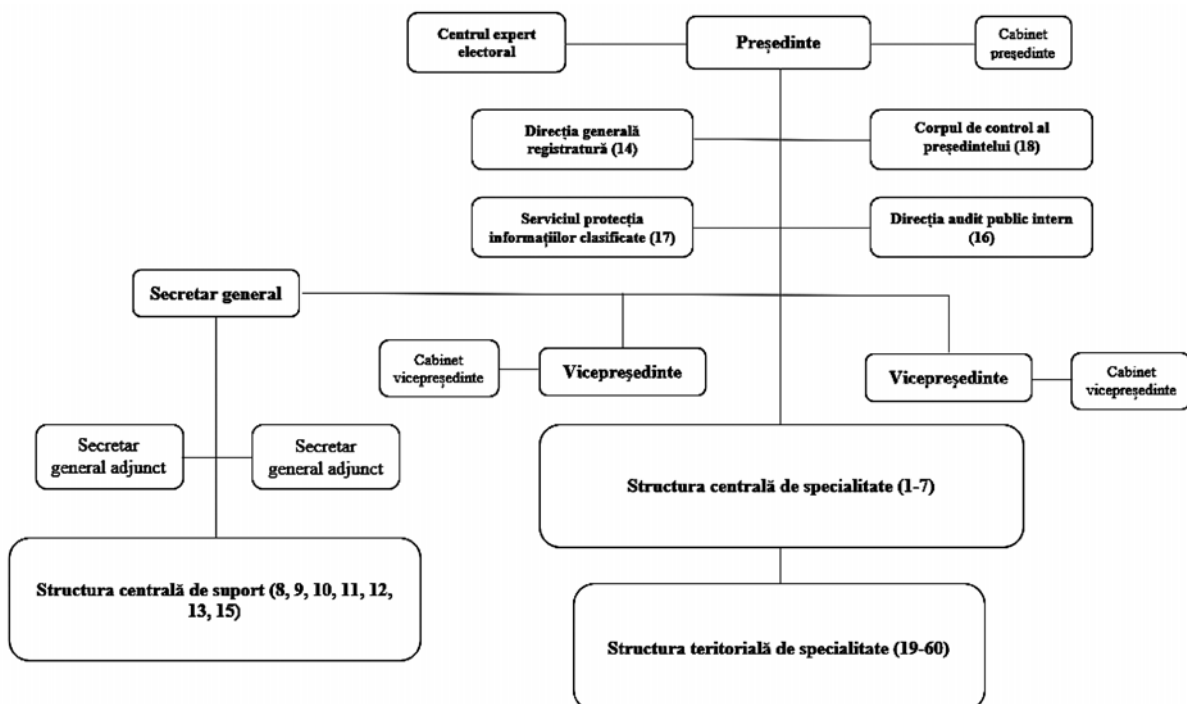 Centrul expert
electoral
Președinte
Cabinet
președinte
Direcția generală
registratură (14)
Corpul de control al
președintelui (18)
Serviciul protecția
informațiilor clasificate (17)
Direcția audit public intern
(16)
Secretar general
Cabinet
vicepreședinte
Vicepreședinte
Vicepreședinte
Cabinet
vicepreședinte
Secretar
general adjunct
Secretar
general adjunct
Structura centrală de specialitate (1-7)
Structura centrală de suport (8, 9, 10, 11, 12,
13, 15)
Structura teritorială de specialitate (19-60)